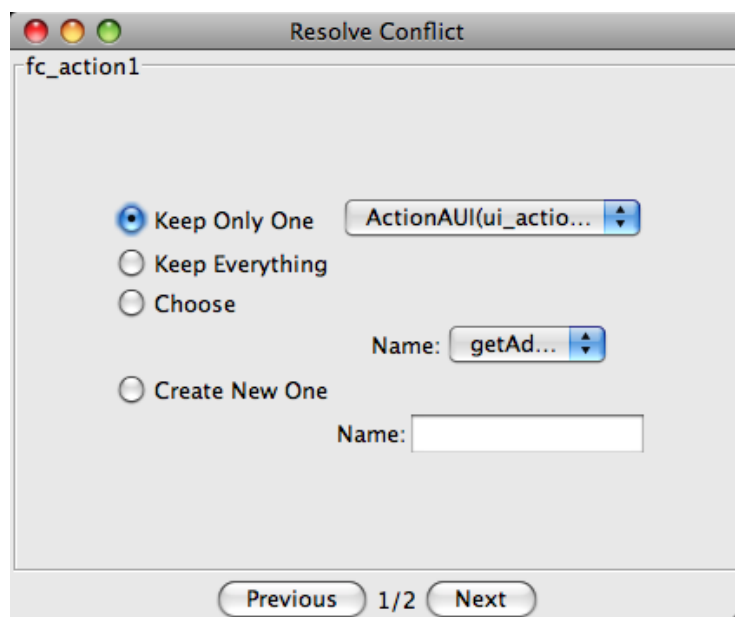 Resolve Conflict
fc_action1
Keep Only One ActionAUI(ui_actio...
Keep Everything
Choose
Name: getAd...
Create New One
Name:
Previous 1/2 Next